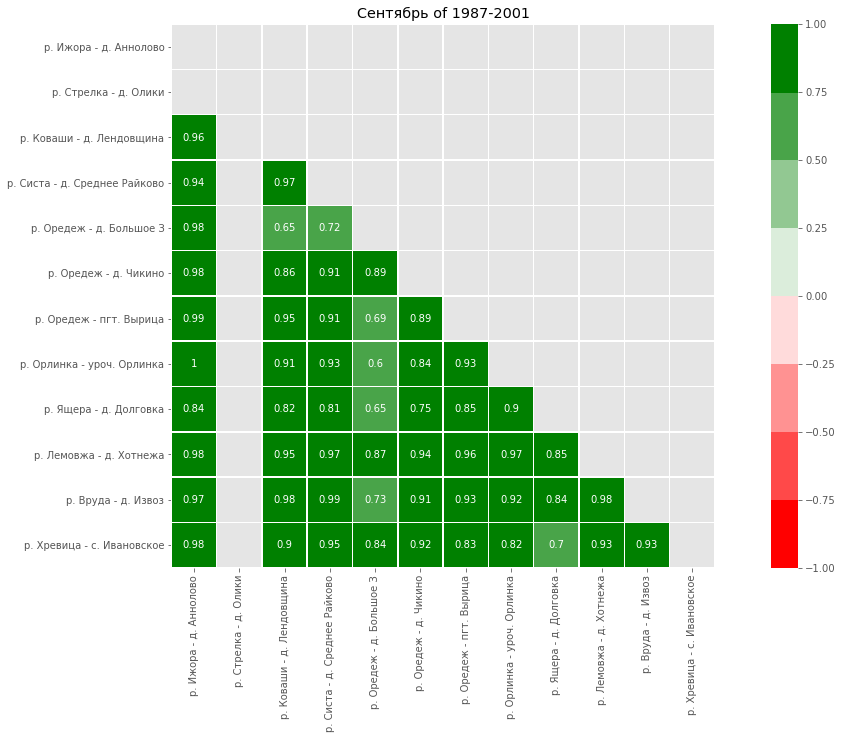 Сентябрь of 1987-2001
р. Ижора - д. Аннолово
р. Стрелка - д. Олики
р. Коваши - д. Лендовщина 0.96
р. Систа - д. Среднее Райково 0.94 0.97
р. Оредеж - д. Большое З 0.98 0.65 0.72
р. Оредеж - д. Чикино 0.98 0.86 0.91 0.89
р. Оредеж - пгт. Вырица 0.99 0.95 0.91 0.69 0.89
р. Орлинка - уроч. Орлинка 1 0.91 0.93 0.6 0.84 0.93
р. Ящера - д. Долговка 0.84 0.82 0.81 0.65 0.75 0.85 0.9
р. Лемовжа - д. Хотнежа 0.98 0.95 0.97 0.87 0.94 0.96 0.97 0.85
р. Вруда - д. Извоз 0.97 0.98 0.99 0.73 0.91 0.93 0.92 0.84 0.98
р. Хревица - с. Ивановское 0.98 0.9 0.95 0.84 0.92 0.83 0.82 0.7 0.93 0.93
р. Ижора - д. Аннолово
р. Стрелка - д. Олики
р. Коваши - д. Лендовщина
р. Систа - д. Среднее Райково
р. Оредеж - д. Большое З
р. Оредеж - д. Чикино
р. Оредеж - пгт. Вырица
р. Орлинка - уроч. Орлинка
р. Ящера - д. Долговка
р. Лемовжа - д. Хотнежа
р. Вруда - д. Извоз
р. Хревица - с. Ивановское
1.00
0.75
0.50
0.25
0.00
−0.25
−0.50
−0.75
−1.00